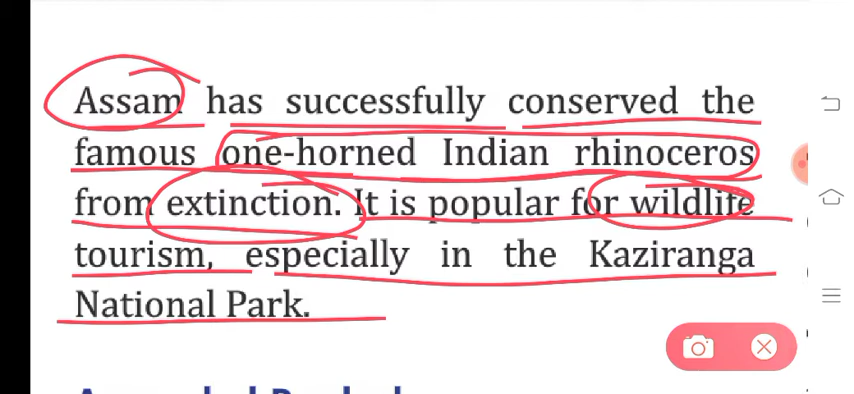 Assam has successfully conserved the
famous one-horned Indian rhinoceros
from extinction. It is popular for wildlife
tourism, especially in the Kaziranga
National Park.